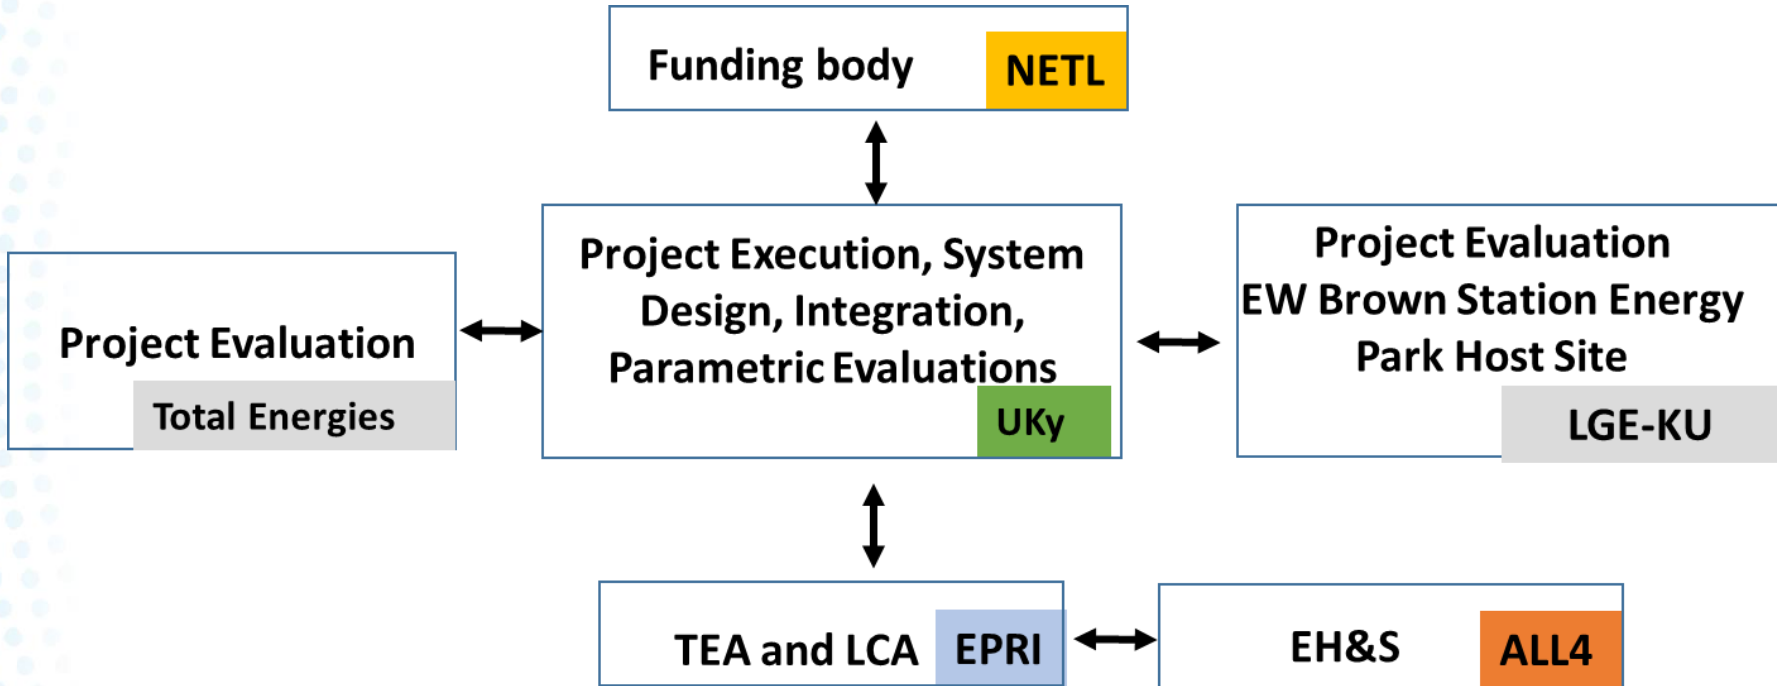 Funding body
NETL
Project Evaluation
Total Energies
Project Execution, System
Design, Integration,
Parametric Evaluations
UKy
Project Evaluation
EW Brown Station Energy
Park Host Site
LGE-KU
TEA and LCA
EPRI
EH&S
ALL4